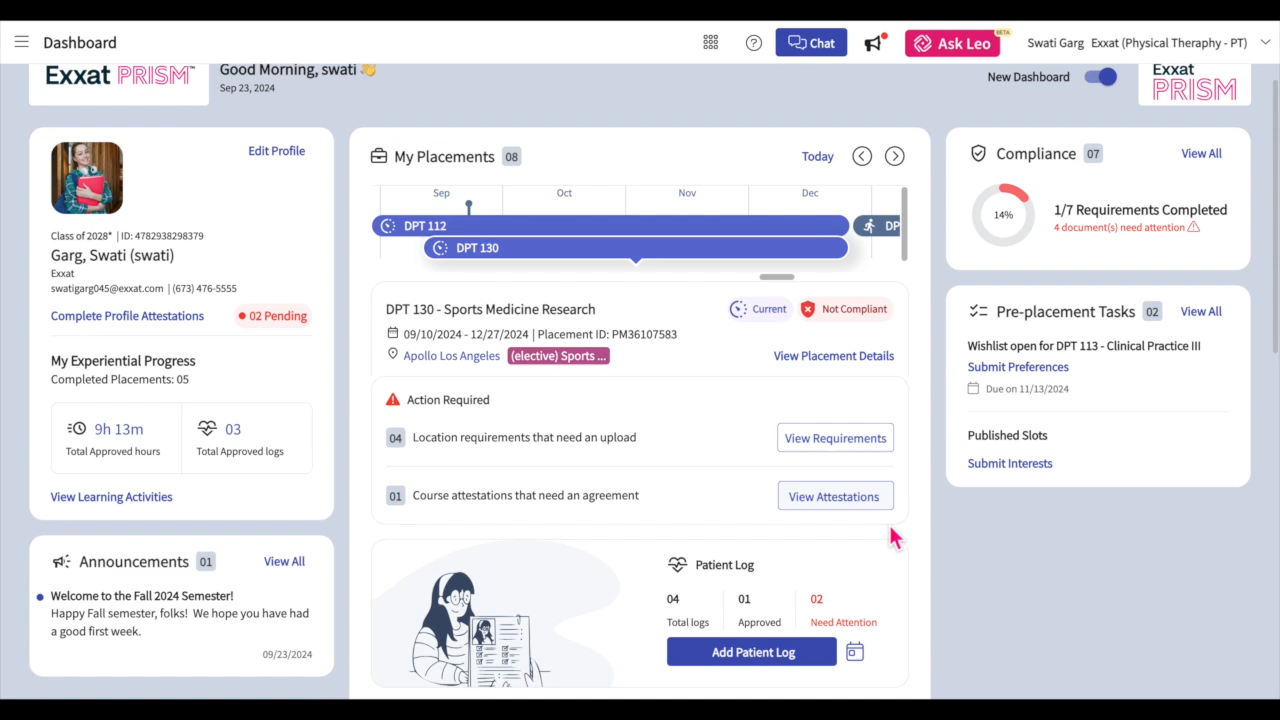 Dashboard
Chat
Ask Leo
BETA
Swati Garg Exxat (Physical Theraphy - PT)
Exxat PRISM™
Good Morning, swati 👋
Sep 23, 2024
New Dashboard
Exxat
PRISM
Edit Profile
Class of 2028* | ID: 4782938298379
Garg, Swati (swati)
Exxat
swatigarg045@exxat.com | (673) 476-5555
Complete Profile Attestations
02 Pending
My Experiential Progress
Completed Placements: 05
9h 13m
Total Approved hours
03
Total Approved logs
View Learning Activities
Announcements 01
View All
Welcome to the Fall 2024 Semester!
Happy Fall semester, folks! We hope you have had
a good first week.
09/23/2024
My Placements 08
Today
Sep
Oct
Nov
Dec
DPT 112
DP
DPT 130
DPT 130 - Sports Medicine Research
Current
Not Compliant
09/10/2024 - 12/27/2024 | Placement ID: PM36107583
Apollo Los Angeles
(elective) Sports ...
View Placement Details
Action Required
04 Location requirements that need an upload
View Requirements
01 Course attestations that need an agreement
View Attestations
Patient Log
04
Total logs
01
Approved
02
Need Attention
Add Patient Log
Compliance 07
View All
14%
1/7 Requirements Completed
4 document(s) need attention
Pre-placement Tasks 02
View All
Wishlist open for DPT 113 - Clinical Practice III
Submit Preferences
Due on 11/13/2024
Published Slots
Submit Interests